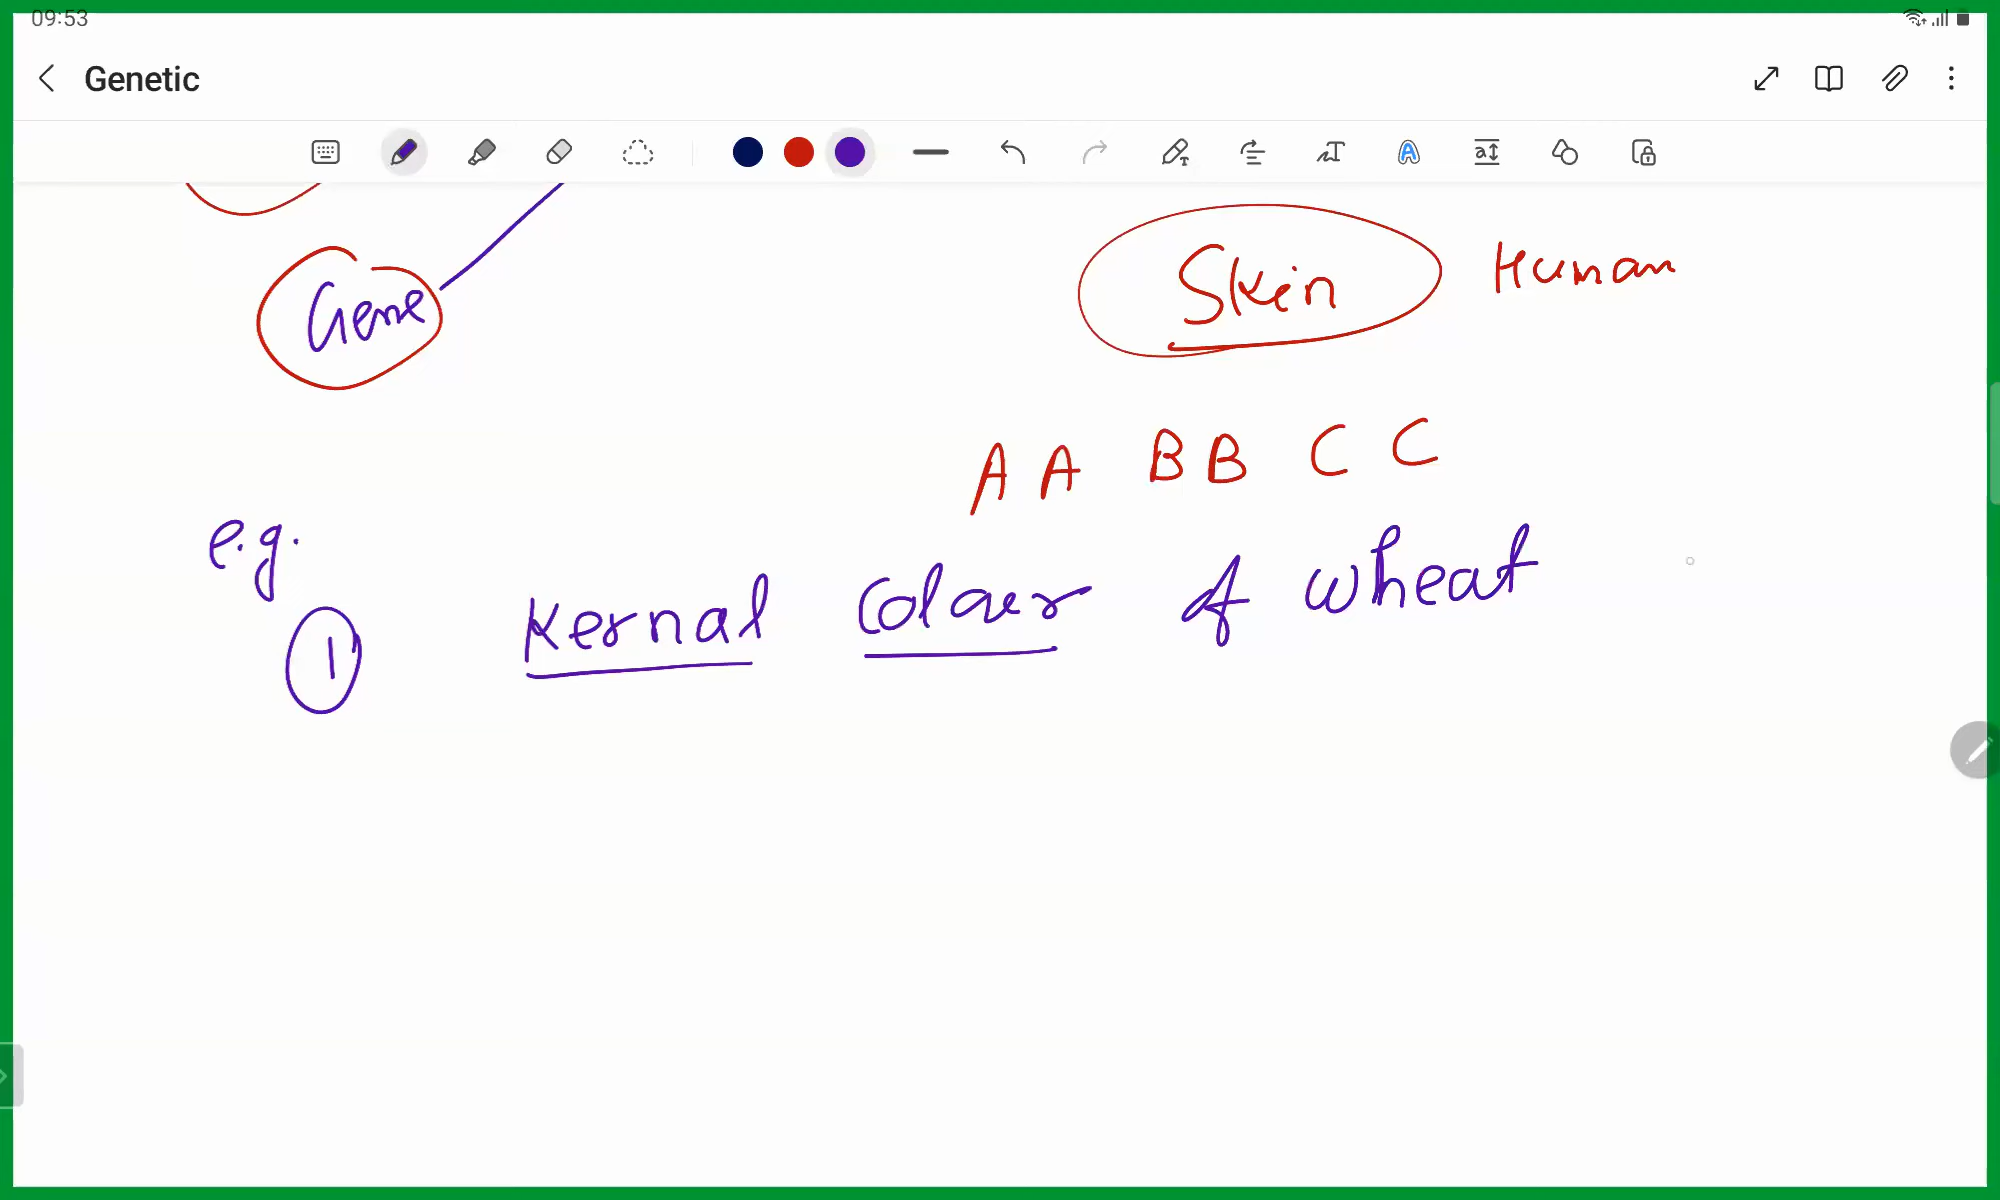 09:53
Genetic
Gene
Skin Human
A A B B C C
e.g.
1 Kernal Colour of wheat